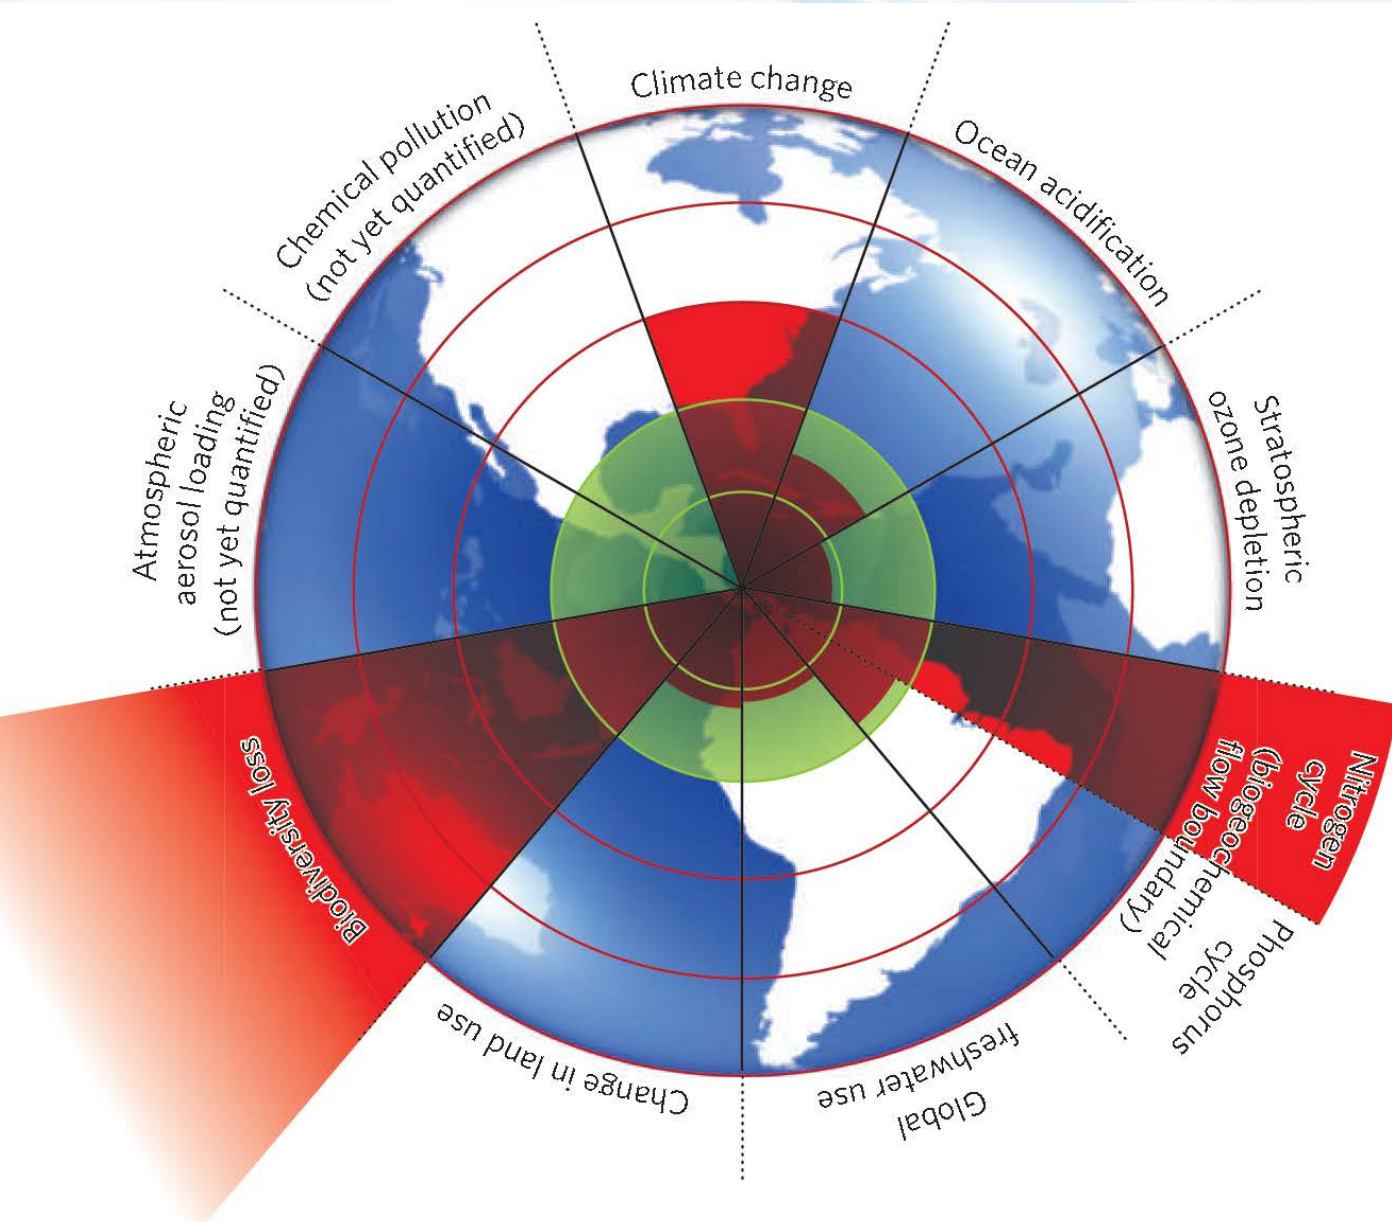 Climate change
Ocean acidification
Stratospheric
ozone depletion
Nitrogen
cycle
(biogeochemical
flow boundary)
Phosphorus
cycle
Global
freshwater use
Change in land use
Biodiversity loss
Atmospheric
aerosol loading
(not yet quantified)
Chemical pollution
(not yet quantified)